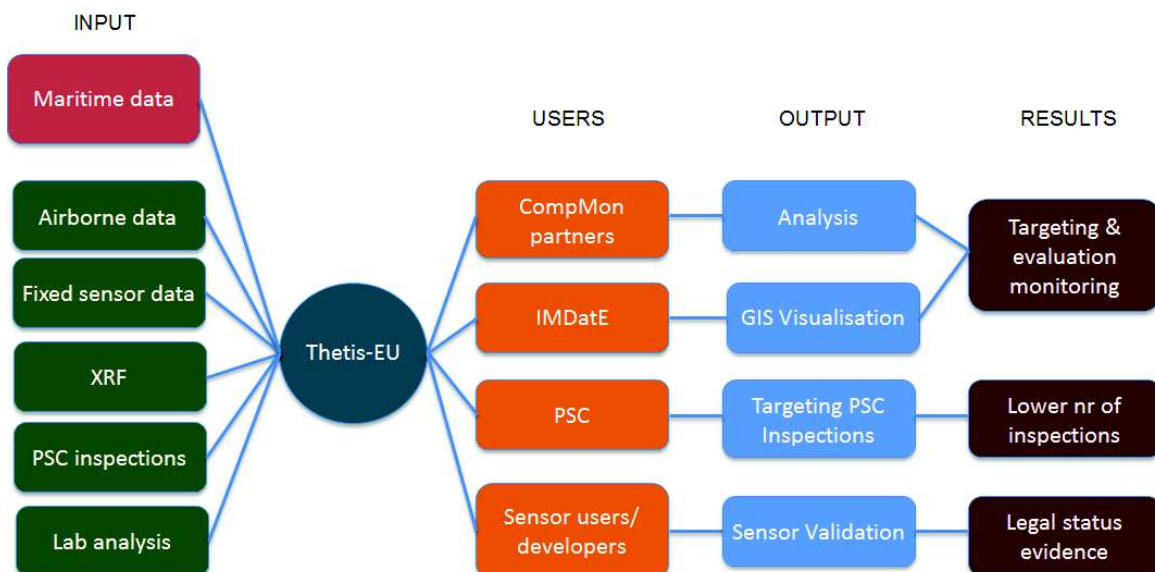 INPUT
Maritime data
Airborne data
Fixed sensor data
XRF
PSC inspections
Lab analysis
Thetis-EU
USERS
CompMon
partners
IMDatE
PSC
Sensor users/
developers
OUTPUT
Analysis
GIS Visualisation
Targeting PSC
Inspections
Sensor Validation
RESULTS
Targeting &
evaluation
monitoring
Lower nr of
inspections
Legal status
evidence